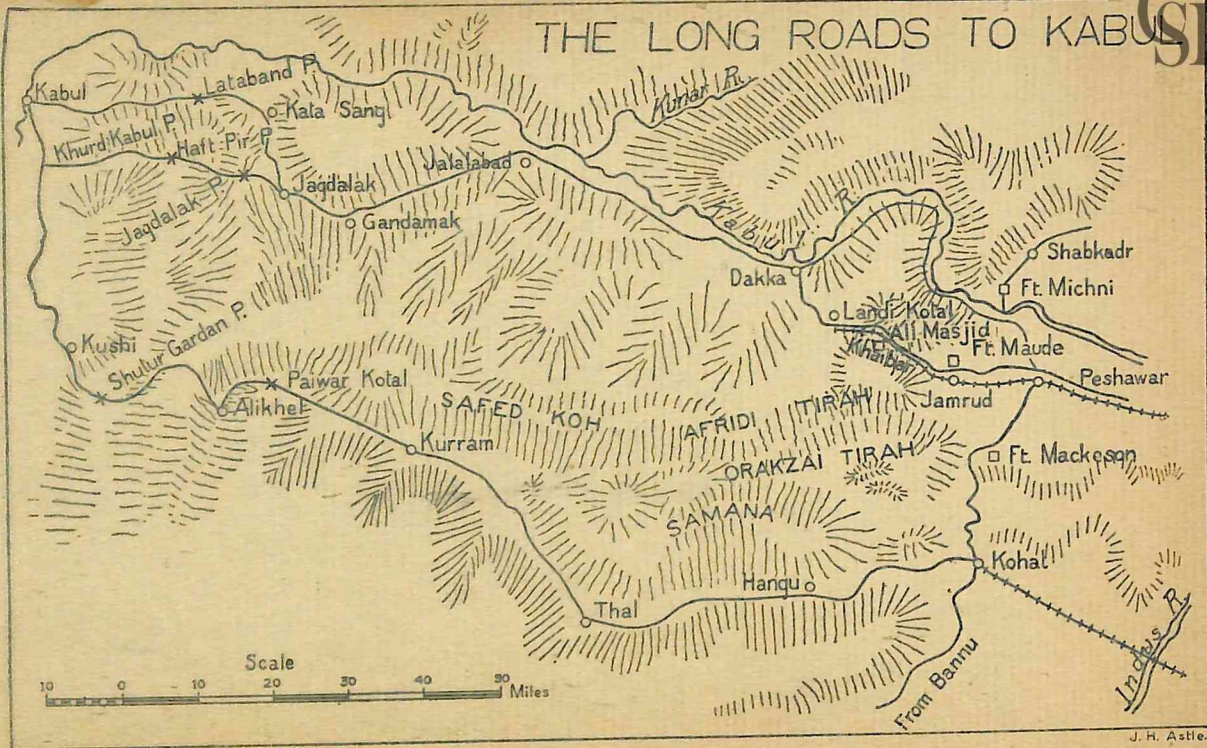 THE LONG ROADS TO KABUL
Kabul
Lataband P.
Kata Sang
Kunar R.
Khurd Kabul P.
Haft Pir P.
Jalalabad
Jagdalak P.
Jagdalak
Gandamak
Kabul R.
Dakka
Shabkadr
Ft. Michni
Landi Kotal
Ali Masjid
Khaibar
Ft. Maude
Peshawar
Jamrud
Kushi
Shutur Gardan P.
Paiwar Kotal
Alikhel
SAFED KOH
AFRIDI TIRAH
Kurram
ORAKZAI TIRAH
Ft. Mackeson
SAMANA
Kohat
Hangu
Thal
Indus R.
From Bannu
Scale
10 0 10 20 30 40 50 Miles
J. H. Astle.